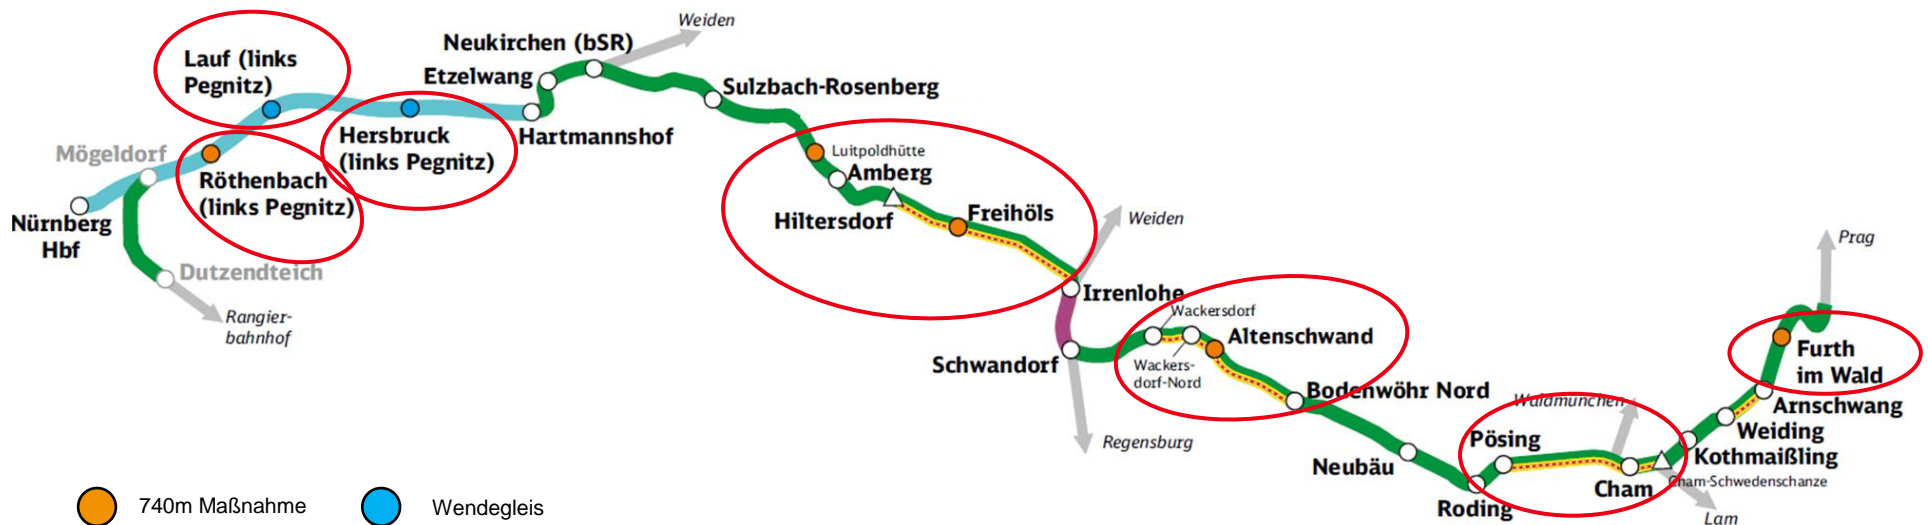 Weiden
Neukirchen (bSR)
Lauf (links
Pegnitz)
Etzelwang
Sulzbach-Rosenberg
Hersbruck
(links Pegnitz)
Hartmannshof
Mögeldorf
Röthenbach
(links Pegnitz)
Nürnberg
Hbf
Dutzendteich
Rangier-
bahnhof
Luitpoldhütte
Amberg
Hiltersdorf
Freihöls
Weiden
Irrenlohe
Schwandorf
Regensburg
Wackersdorf
Wackers-
dorf-Nord
Altenschwand
Bodenwöhr Nord
Neubäu
Roding
Pösing
Waldmünchen
Cham
Cham-Schwedenschanze
Lam
Kothmaißling
Weiding
Arnschwang
Furth
im Wald
Prag
740m Maßnahme
Wendegleis